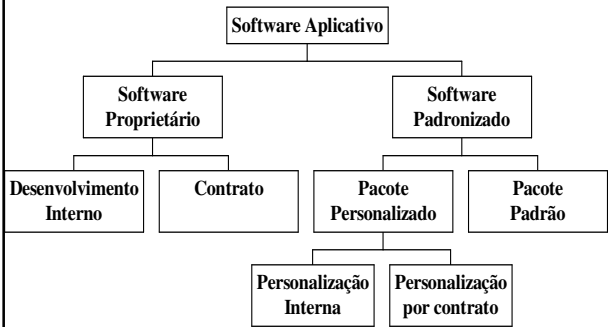 Software Aplicativo
Software
Proprietário
Software
Padronizado
Desenvolvimento
Interno
Contrato
Pacote
Personalizado
Pacote
Padrão
Personalização
Interna
Personalização
por contrato